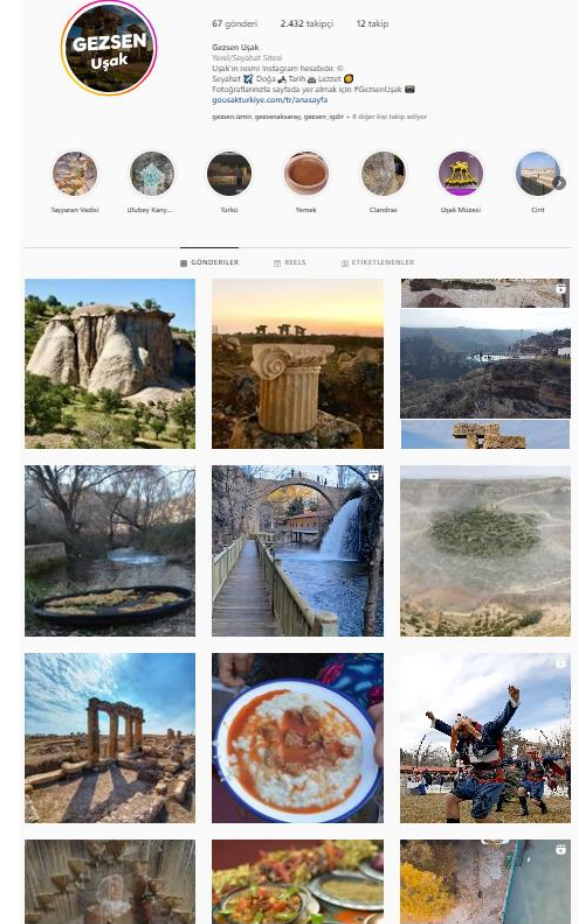 GEZSEN
Uşak
67 gönderi 2.432 takipçi 12 takip
Gezsen Uşak
Yerel/Seyahat Sitesi
Uşak'ın resmi Instagram hesabıdır. ©
Seyahat Doğa Tarih Lezzet
Fotoğraflarınızla sayfada yer almak için #GezsenUşak
gousakturkiye.com/tr/anasayfa
gezsen.izmir, gezsenaksaray, gezsen_igdir + 8 diğer kişi takip ediyor
Taşyaran Vadisi Ulubey Kany... Türkü Yemek Clandras Uşak Müzesi Cirit
GÖNDERİLER REELS ETİKETLENENLER